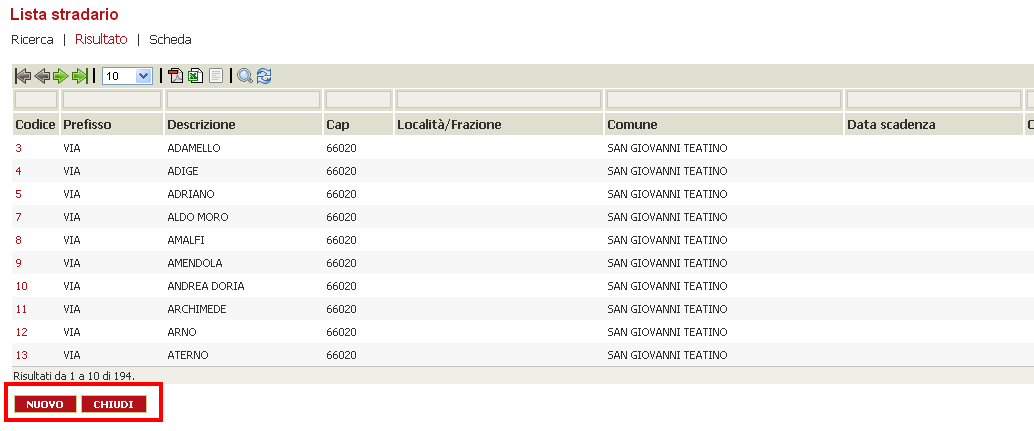 Lista stradario
Ricerca | Risultato | Scheda
10
Codice Prefisso Descrizione Cap Località/Frazione Comune Data scadenza
3 VIA ADAMELLO 66020 SAN GIOVANNI TEATINO
4 VIA ADIGE 66020 SAN GIOVANNI TEATINO
5 VIA ADRIANO 66020 SAN GIOVANNI TEATINO
7 VIA ALDO MORO 66020 SAN GIOVANNI TEATINO
8 VIA AMALFI 66020 SAN GIOVANNI TEATINO
9 VIA AMENDOLA 66020 SAN GIOVANNI TEATINO
10 VIA ANDREA DORIA 66020 SAN GIOVANNI TEATINO
11 VIA ARCHIMEDE 66020 SAN GIOVANNI TEATINO
12 VIA ARNO 66020 SAN GIOVANNI TEATINO
13 VIA ATERNO 66020 SAN GIOVANNI TEATINO
Risultati da 1 a 10 di 194.
NUOVO CHIUDI